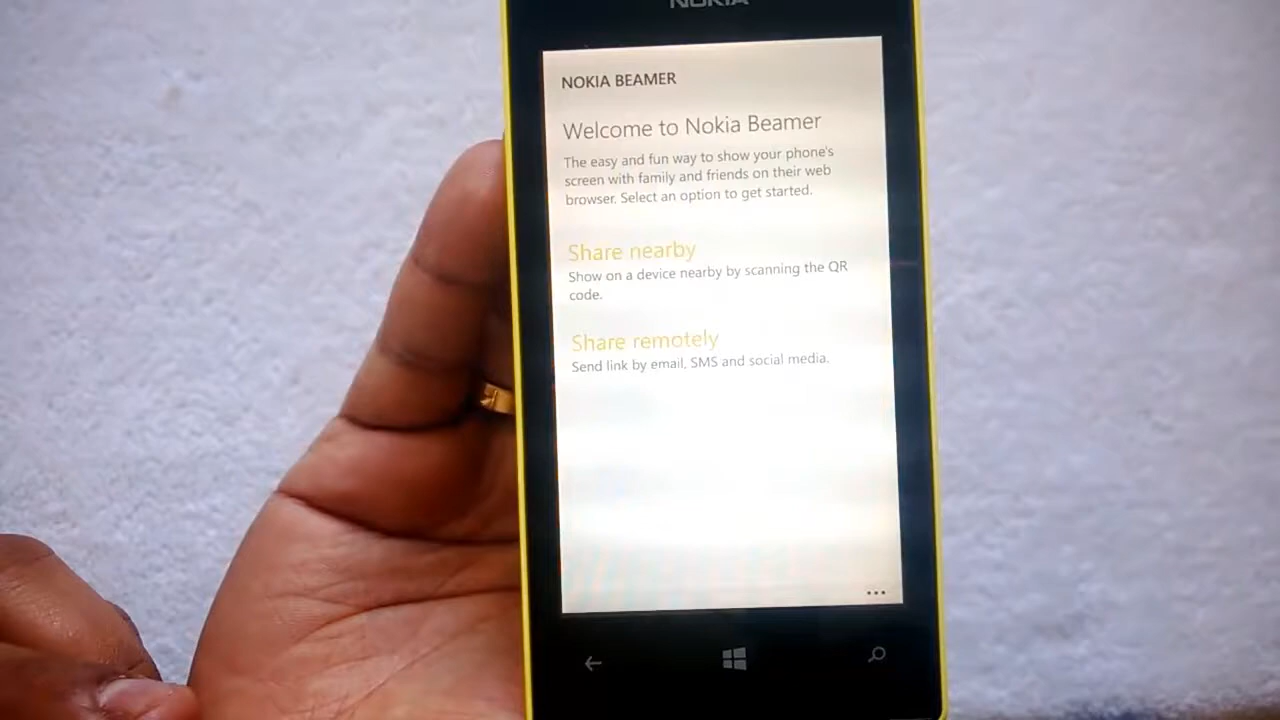 NOKIA
NOKIA BEAMER
Welcome to Nokia Beamer
The easy and fun way to show your phone's
screen with family and friends on their web
browser. Select an option to get started.
Share nearby
Show on a device nearby by scanning the QR
code.
Share remotely
Send link by email, SMS and social media.